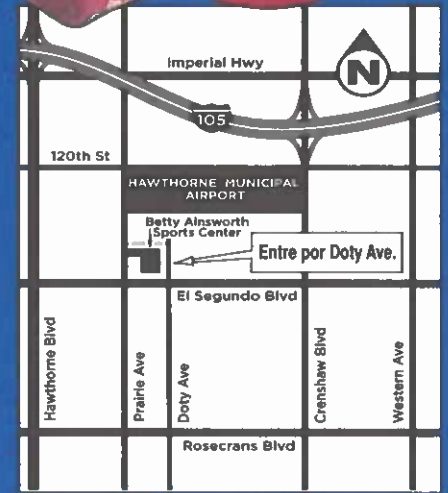 Imperial Hwy
N
105
120th St
HAWTHORNE MUNICIPAL
AIRPORT
Betty Ainsworth
Sports Center
Entre por Doty Ave.
El Segundo Blvd
Hawthorne Blvd
Prairie Ave
Doty Ave
Crenshaw Blvd
Western Ave
Rosecrans Blvd